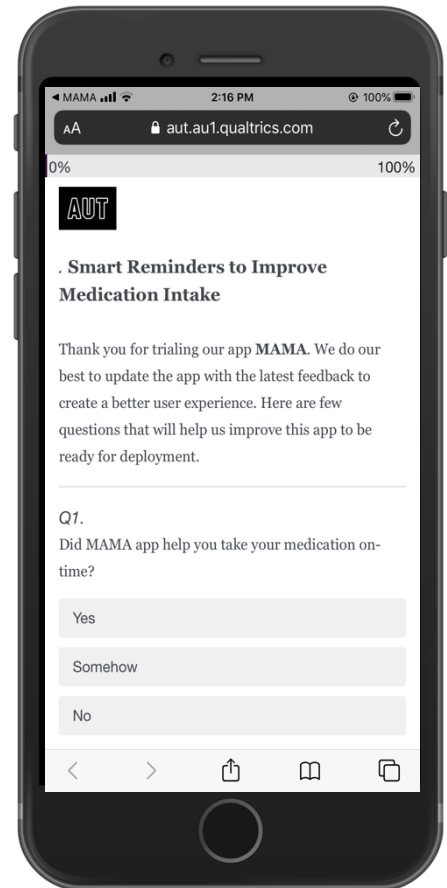 MAMA 2:16 PM 100%
AA aut.au1.qualtrics.com
0% 100%
AUT
. Smart Reminders to Improve
Medication Intake
Thank you for trialing our app MAMA. We do our
best to update the app with the latest feedback to
create a better user experience. Here are few
questions that will help us improve this app to be
ready for deployment.
Q1.
Did MAMA app help you take your medication on-
time?
Yes
Somehow
No